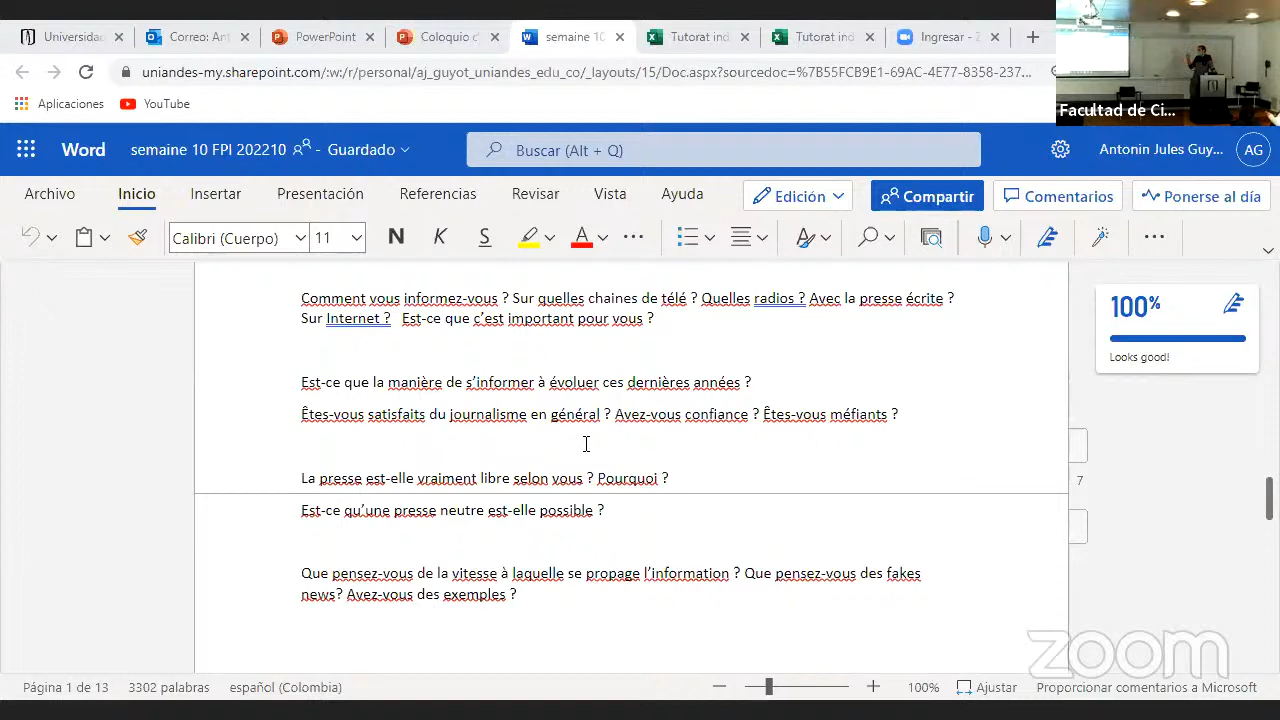 Universidad
Correo: An
PowerPoint
Coloquio d
semaine 10
Tutorat ind
Tutorat ind
Ingresar - Z
uniandes-my.sharepoint.com/:w:/r/personal/aj_guyot_uniandes_edu_co/_layouts/15/Doc.aspx?sourcedoc=%7B55FCB9E1-69AC-4E77-8358-237...
Aplicaciones YouTube
Facultad de Ci...
Word semaine 10 FPI 202210 - Guardado Buscar (Alt + Q) Antonin Jules Guy... AG
Archivo Inicio Insertar Presentación Referencias Revisar Vista Ayuda Edición Compartir Comentarios Ponerse al día
Calibri (Cuerpo) 11 N K S A
Comment vous informez-vous ? Sur quelles chaines de télé ? Quelles radios ? Avec la presse écrite ?
Sur Internet ? Est-ce que c’est important pour vous ?
100%
Looks good!
Est-ce que la manière de s’informer à évoluer ces dernières années ?
Êtes-vous satisfaits du journalisme en général ? Avez-vous confiance ? Êtes-vous méfiants ?
La presse est-elle vraiment libre selon vous ? Pourquoi ?
7
Est-ce qu’une presse neutre est-elle possible ?
Que pensez-vous de la vitesse à laquelle se propage l’information ? Que pensez-vous des fakes
news? Avez-vous des exemples ?
zoom
Página 1 de 13 3302 palabras español (Colombia) 100% Ajustar Proporcionar comentarios a Microsoft